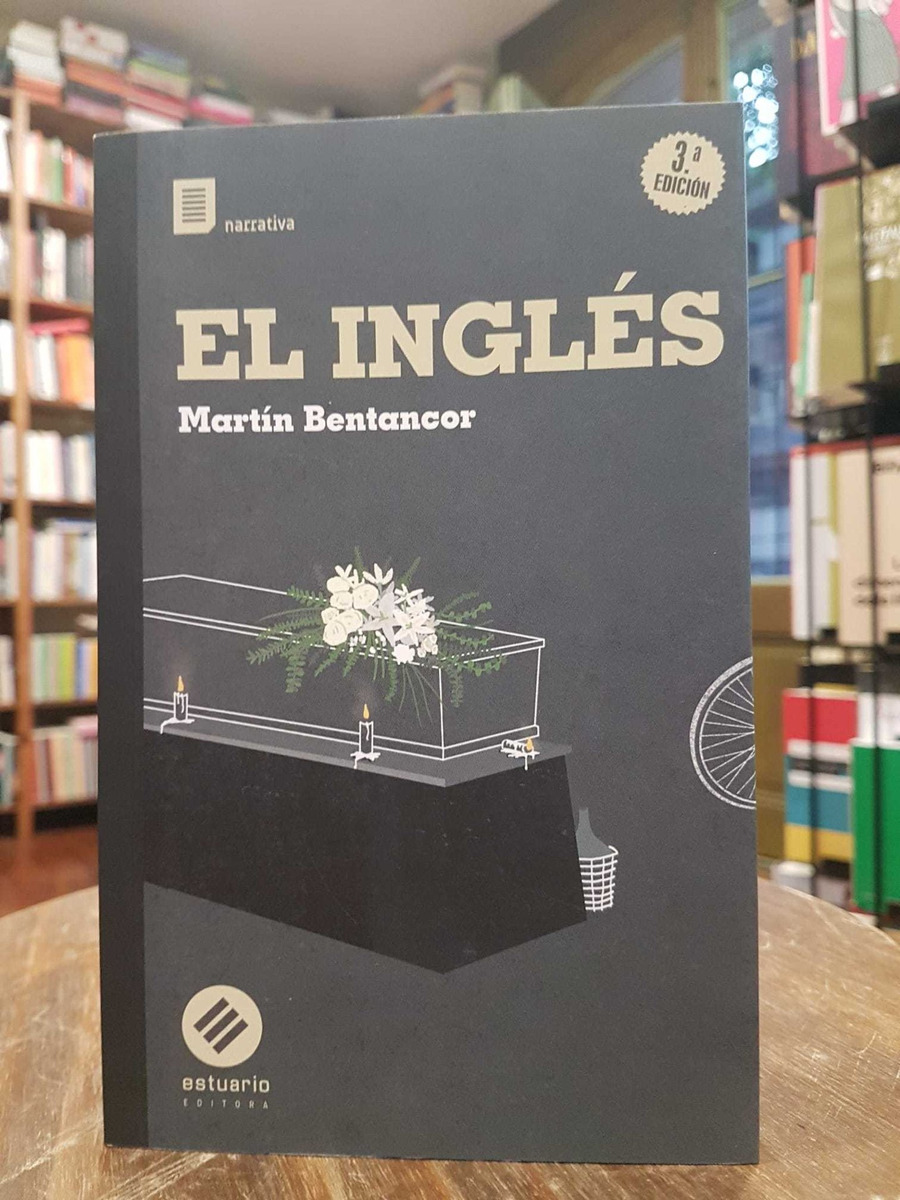 3.ª
EDICIÓN
narrativa
EL INGLÉS
Martín Bentancor
estuario
EDITORA